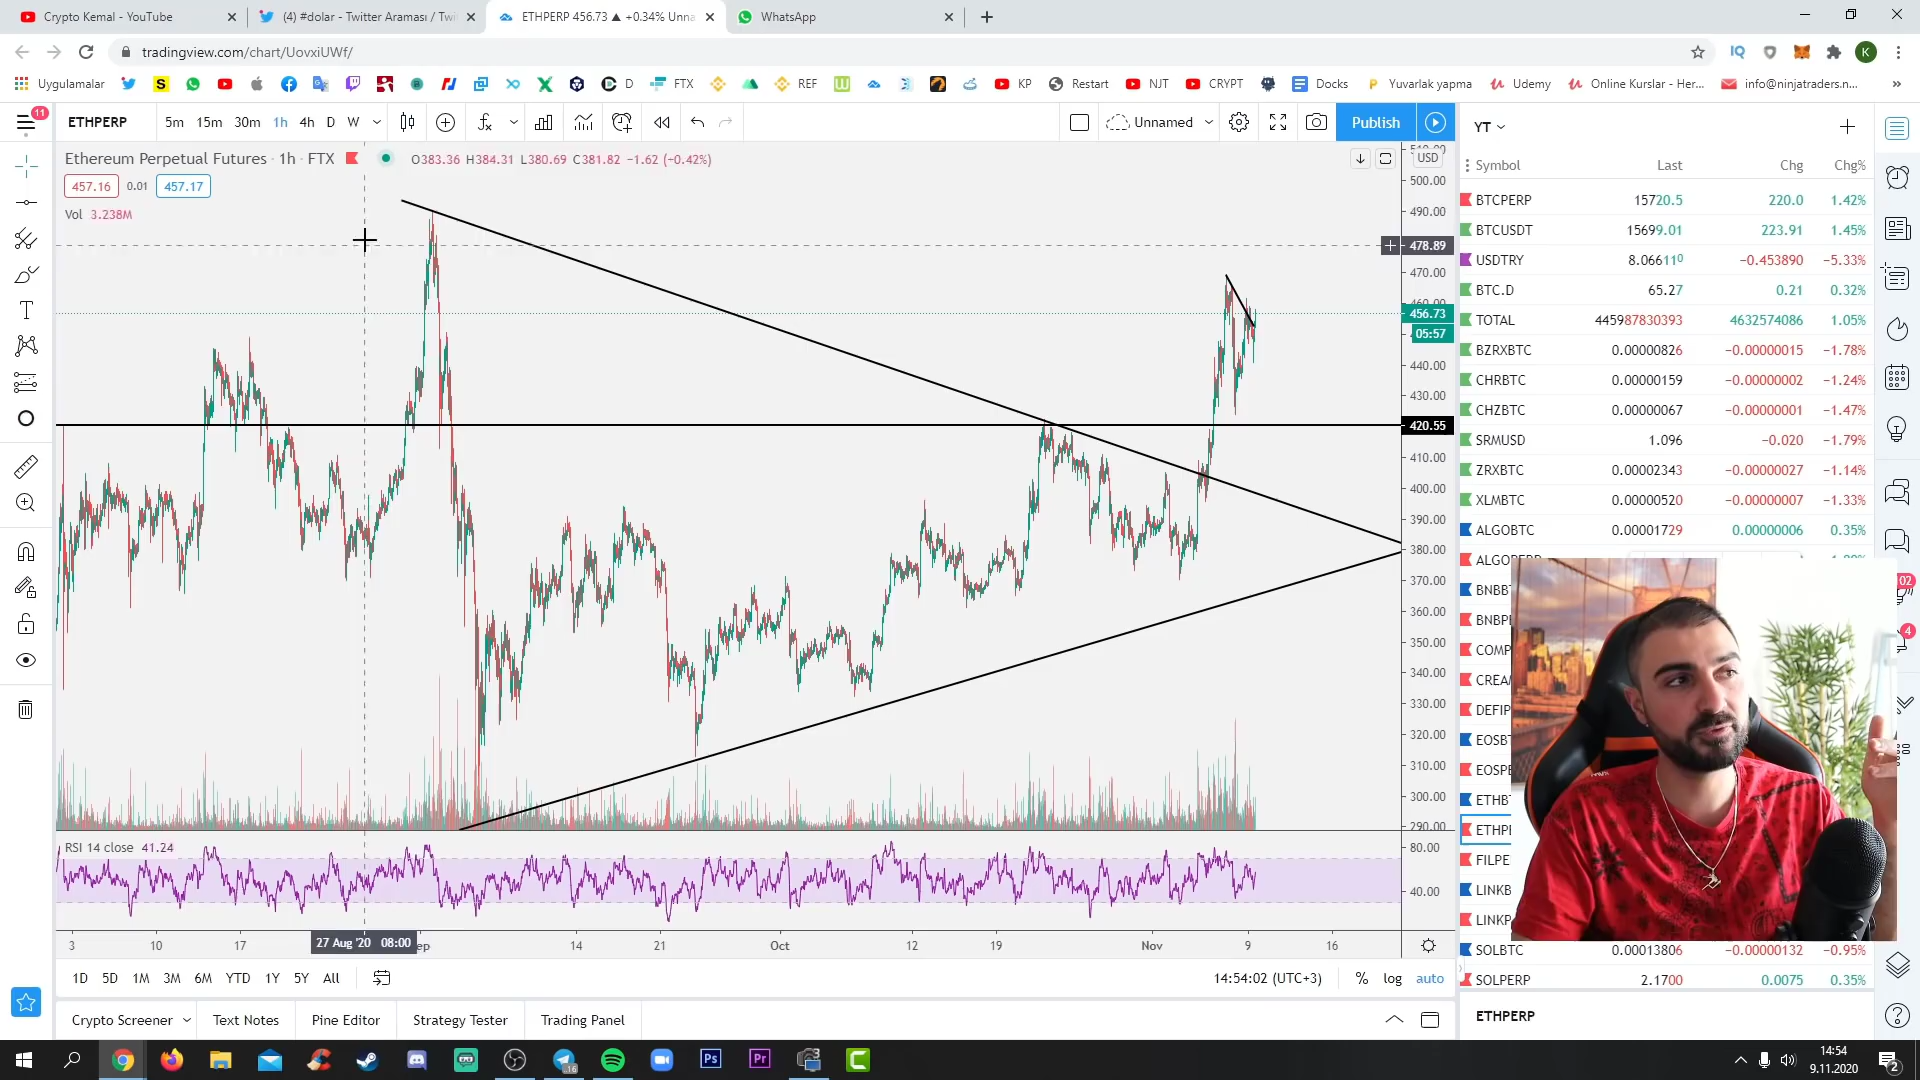 Crypto Kemal - YouTube
(4) #dolar - Twitter Araması / Twi
ETHPERP 456.73 ▲ +0.34% Unna
WhatsApp
tradingview.com/chart/UovxiUWf/
Uygulamalar
D
FTX
REF
KP
Restart
NJT
CRYPT
Docks
Yuvarlak yapma
Udemy
Online Kurslar - Her...
info@ninjatraders.n...
11
ETHPERP
5m 15m 30m 1h 4h D W
Unnamed
Publish
YT
Ethereum Perpetual Futures · 1h · FTX
O383.36 H384.31 L380.69 C381.82 −1.62 (−0.42%)
457.16 0.01 457.17
Vol 3.238M
USD
500.00
490.00
478.89
470.00
456.73
05:57
440.00
430.00
420.55
410.00
400.00
390.00
380.00
370.00
360.00
350.00
340.00
330.00
320.00
310.00
300.00
290.00
RSI 14 close 41.24
80.00
40.00
3 10 17 27 Aug '20 08:00 ep 14 21 Oct 12 19 Nov 9 16
1D 5D 1M 3M 6M YTD 1Y 5Y All
14:54:02 (UTC+3) % log auto
Crypto Screener
Text Notes
Pine Editor
Strategy Tester
Trading Panel
Symbol Last Chg Chg%
BTCPERP 15720.5 220.0 1.42%
BTCUSDT 15699.01 223.91 1.45%
USDTRY 8.066110 −0.453890 −5.33%
BTC.D 65.27 0.21 0.32%
TOTAL 445987830393 4632574086 1.05%
BZRXBTC 0.00000826 −0.00000015 −1.78%
CHRBTC 0.00000159 −0.00000002 −1.24%
CHZBTC 0.00000067 −0.00000001 −1.47%
SRMUSD 1.096 −0.020 −1.79%
ZRXBTC 0.00002343 −0.00000027 −1.14%
XLMBTC 0.00000520 −0.00000007 −1.33%
ALGOBTC 0.00001729 0.00000006 0.35%
BNBB
BNBP
COMP
CREA
DEFIP
EOSB
EOSPE
ETHB
ETHP
FILPE
LINKB
LINKP
SOLBTC 0.00013806 −0.00000132 −0.95%
SOLPERP 2.1700 0.0075 0.35%
ETHPERP
02
4
K
14:54
9.11.2020
2